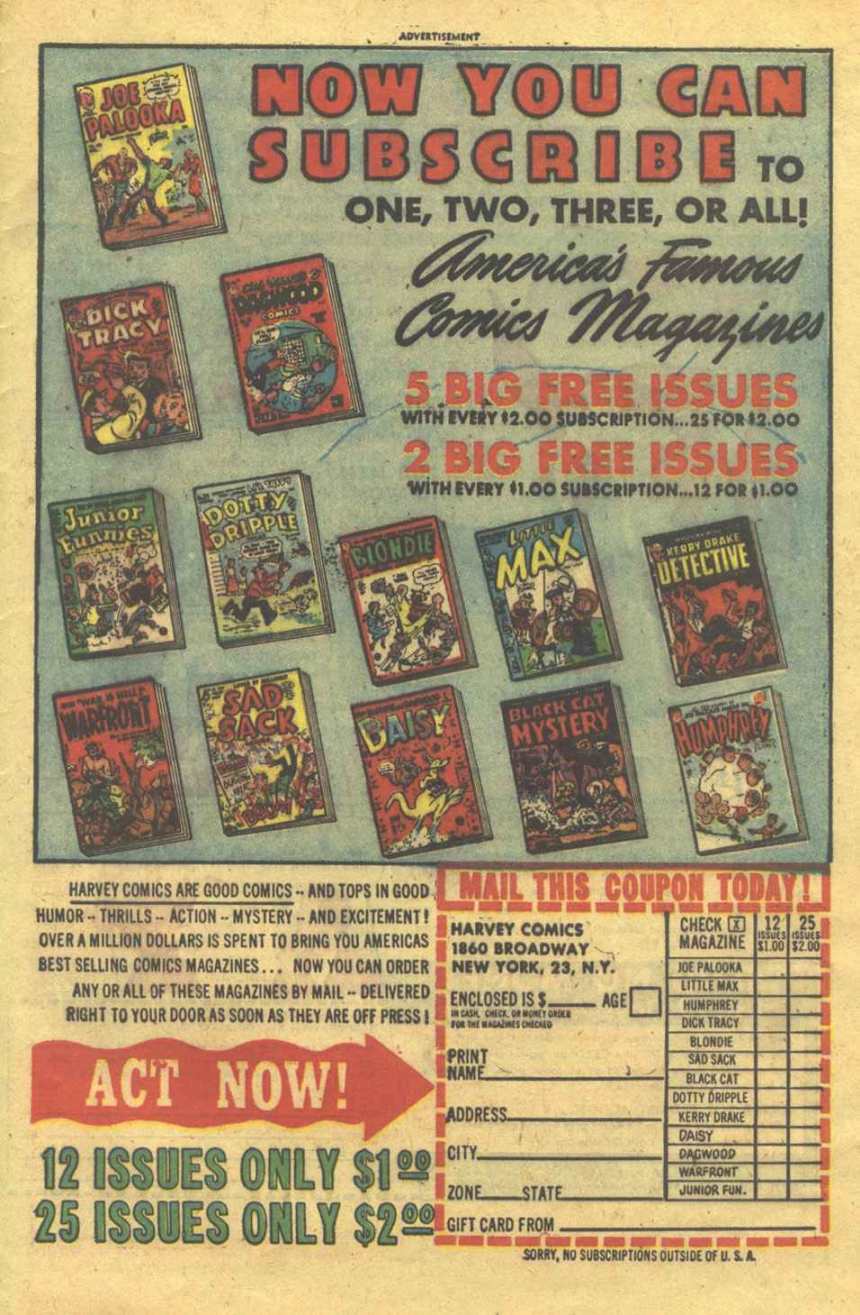 ADVERTISEMENT
NOW YOU CAN
SUBSCRIBE TO
ONE, TWO, THREE, OR ALL!
America's Famous
Comics Magazines
5 BIG FREE ISSUES
WITH EVERY $2.00 SUBSCRIPTION...25 FOR $2.00
2 BIG FREE ISSUES
WITH EVERY $1.00 SUBSCRIPTION...12 FOR $1.00
JOE
PALOOKA
DICK
TRACY
DAGWOOD
COMICS
Junior
Funnies
DOTTY
DRIPPLE
BLONDIE
LITTLE
MAX
KERRY DRAKE
DETECTIVE
"WAR IS HELL"
WARFRONT
SAD
SACK
DAISY
BLACK CAT
MYSTERY
HUMPHREY
HARVEY COMICS ARE GOOD COMICS -- AND TOPS IN GOOD
HUMOR -- THRILLS -- ACTION -- MYSTERY -- AND EXCITEMENT!
OVER A MILLION DOLLARS IS SPENT TO BRING YOU AMERICAS
BEST SELLING COMICS MAGAZINES... NOW YOU CAN ORDER
ANY OR ALL OF THESE MAGAZINES BY MAIL -- DELIVERED
RIGHT TO YOUR DOOR AS SOON AS THEY ARE OFF PRESS!
ACT NOW!
12 ISSUES ONLY $1.00
25 ISSUES ONLY $2.00
MAIL THIS COUPON TODAY!
HARVEY COMICS
1860 BROADWAY
NEW YORK, 23, N.Y.
ENCLOSED IS $_____ AGE
IN CASH, CHECK, OR MONEY ORDER
FOR THE MAGAZINES CHECKED
PRINT
NAME
ADDRESS
CITY
ZONE_____STATE
GIFT CARD FROM
CHECK X MAGAZINE 12 ISSUES $1.00 25 ISSUES $2.00
JOE PALOOKA
LITTLE MAX
HUMPHREY
DICK TRACY
BLONDIE
SAD SACK
BLACK CAT
DOTTY DRIPPLE
KERRY DRAKE
DAISY
DAGWOOD
WARFRONT
JUNIOR FUN.
SORRY, NO SUBSCRIPTIONS OUTSIDE OF U. S. A.